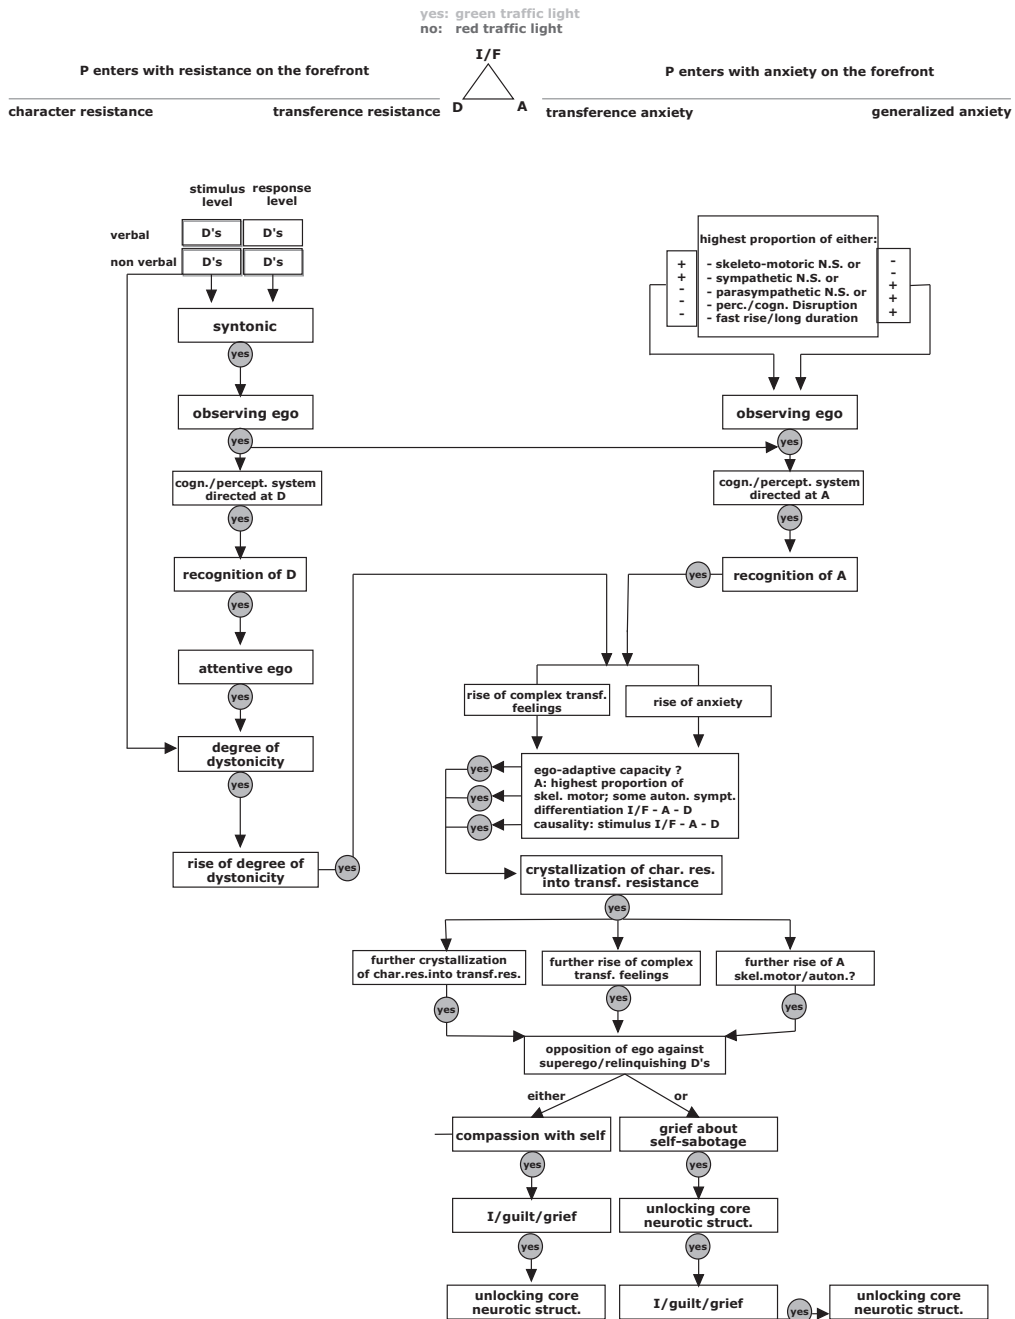 yes: green traffic light
no: red traffic light
I/F
P enters with resistance on the forefront
P enters with anxiety on the forefront
D
A
character resistance
transference resistance
transference anxiety
generalized anxiety
stimulus level
response level
verbal
D's
D's
non verbal
D's
D's
highest proportion of either:
+
+
-
-
-
- skeleto-motoric N.S. or
- sympathetic N.S. or
- parasympathetic N.S. or
- perc./cogn. Disruption
- fast rise/long duration
-
-
+
+
+
syntonic
yes
observing ego
observing ego
yes
yes
cogn./percept. system
directed at D
cogn./percept. system
directed at A
yes
yes
recognition of D
yes
recognition of A
yes
attentive ego
yes
rise of complex transf.
feelings
rise of anxiety
degree of
dystonicity
yes
yes
yes
yes
ego-adaptive capacity ?
A: highest proportion of
skel. motor; some auton. sympt.
differentiation I/F - A - D
causality: stimulus I/F - A - D
rise of degree of
dystonicity
yes
crystallization of char. res.
into transf. resistance
yes
further crystallization
of char.res.into transf.res.
further rise of complex
transf. feelings
further rise of A
skel.motor/auton.?
yes
yes
yes
opposition of ego against
superego/relinquishing D's
either
or
compassion with self
grief about
self-sabotage
yes
yes
I/guilt/grief
unlocking core
neurotic struct.
yes
yes
unlocking core
neurotic struct.
I/guilt/grief
yes
unlocking core
neurotic struct.